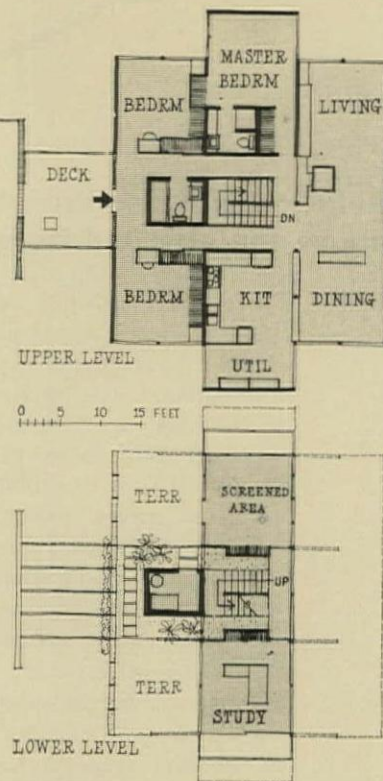 MASTER
BEDRM
BEDRM
LIVING
DECK
DN
BEDRM
KIT
DINING
UTIL
UPPER LEVEL
0 5 10 15 FEET
TERR
SCREENED
AREA
UP
TERR
STUDY
LOWER LEVEL